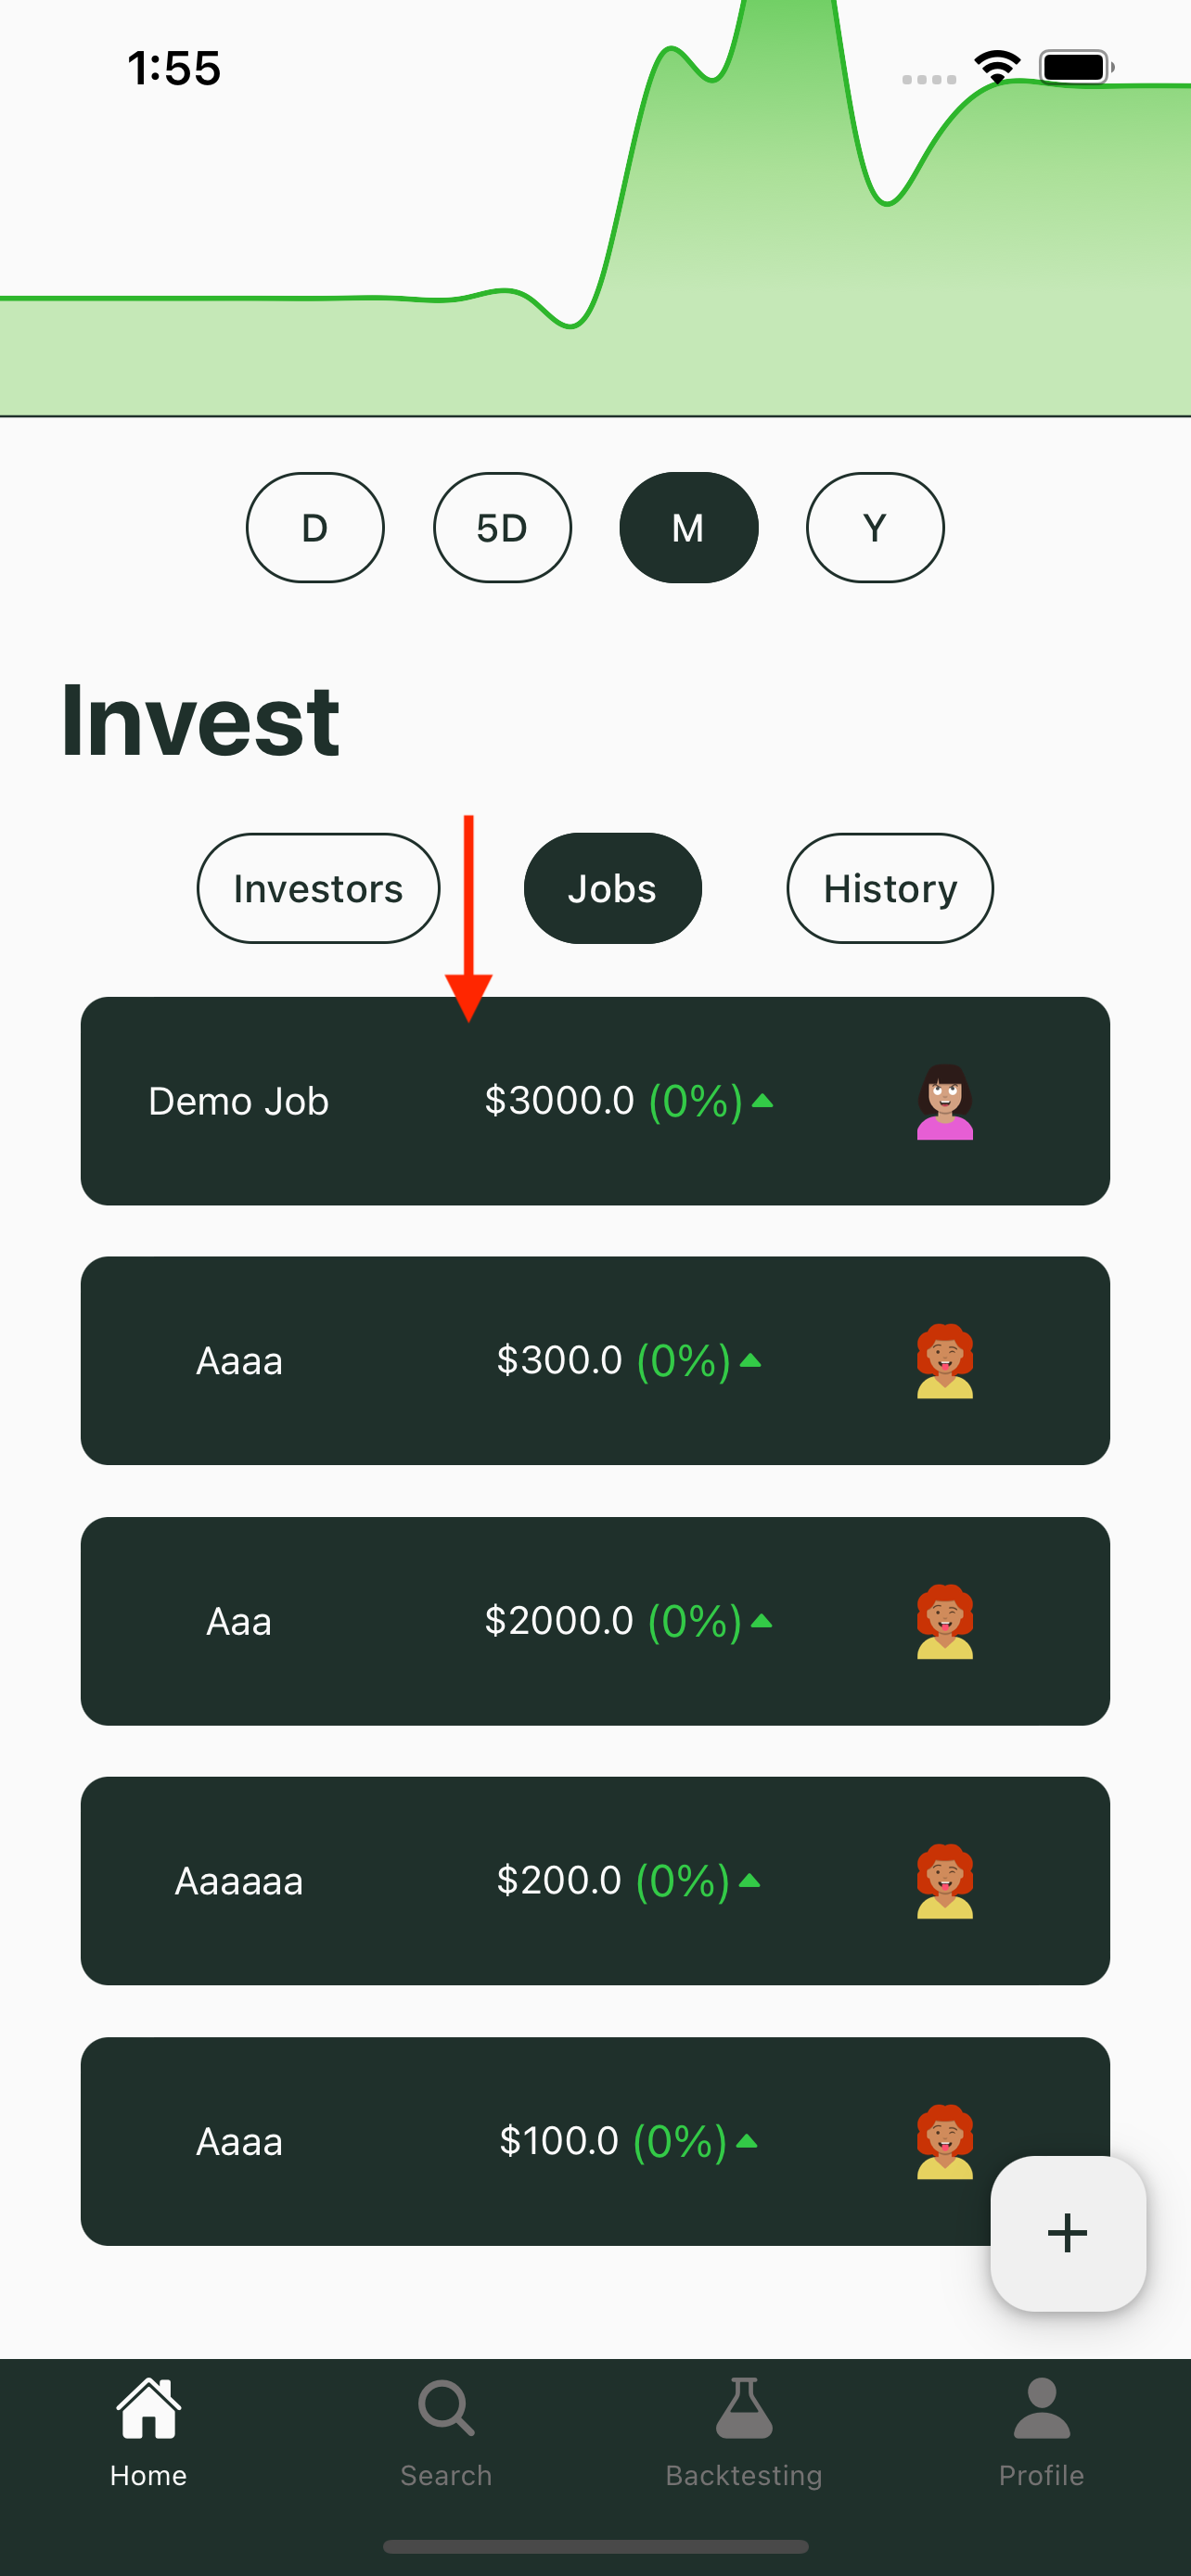 1:55
D 5D M Y
Invest
Investors Jobs History
Demo Job $3000.0 (0%)
Aaaa $300.0 (0%)
Aaa $2000.0 (0%)
Aaaaaa $200.0 (0%)
Aaaa $100.0 (0%)
+
Home Search Backtesting Profile